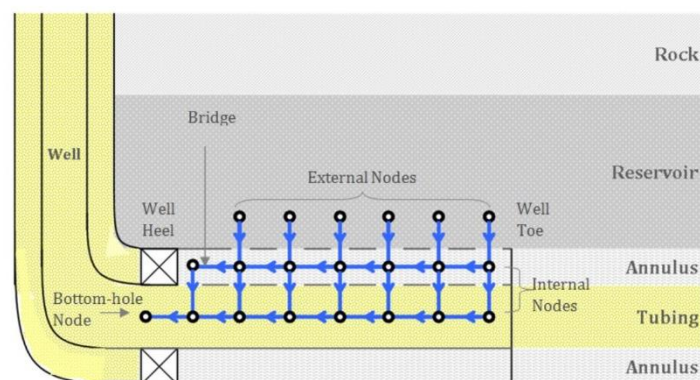 Rock
Bridge
Well
Reservoir
External Nodes
Well
Heel
Well
Toe
Annulus
Bottom-hole
Node
Internal
Nodes
Tubing
Annulus